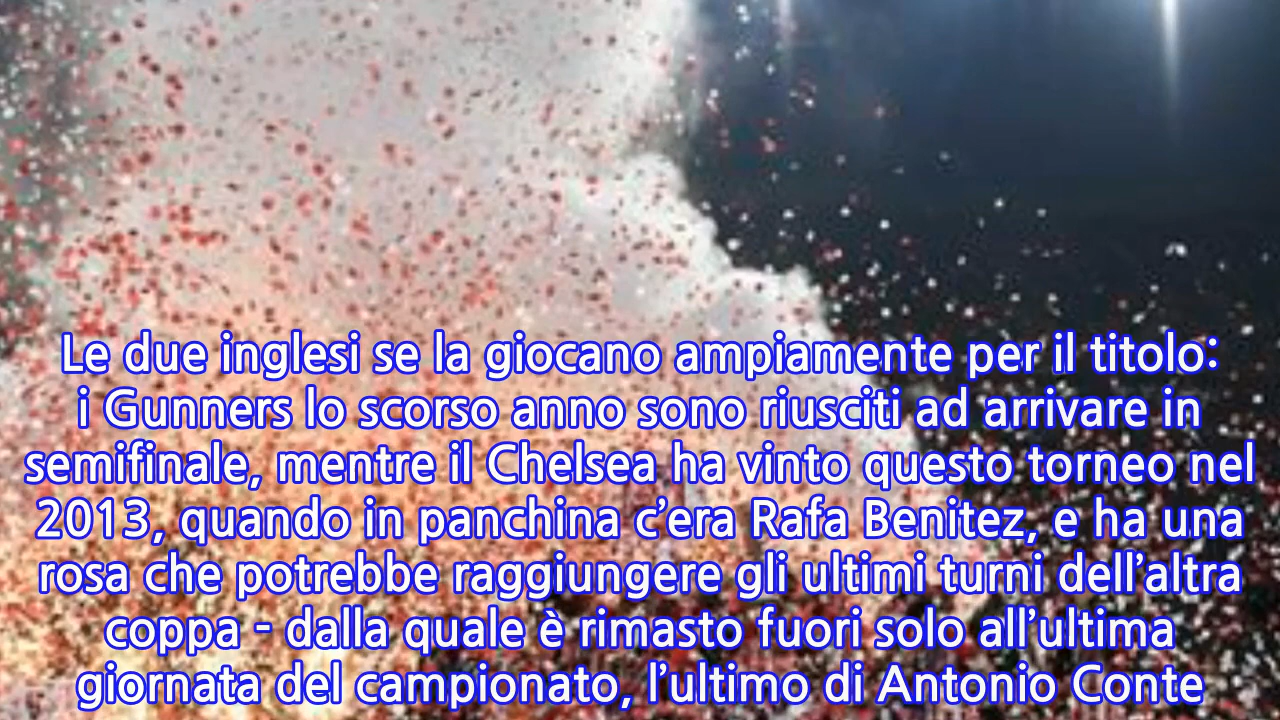 Le due inglesi se la giocano ampiamente per il titolo:
i Gunners lo scorso anno sono riusciti ad arrivare in
semifinale, mentre il Chelsea ha vinto questo torneo nel
2013, quando in panchina c’era Rafa Benitez, e ha una
rosa che potrebbe raggiungere gli ultimi turni dell’altra
coppa - dalla quale è rimasto fuori solo all’ultima
giornata del campionato, l’ultimo di Antonio Conte